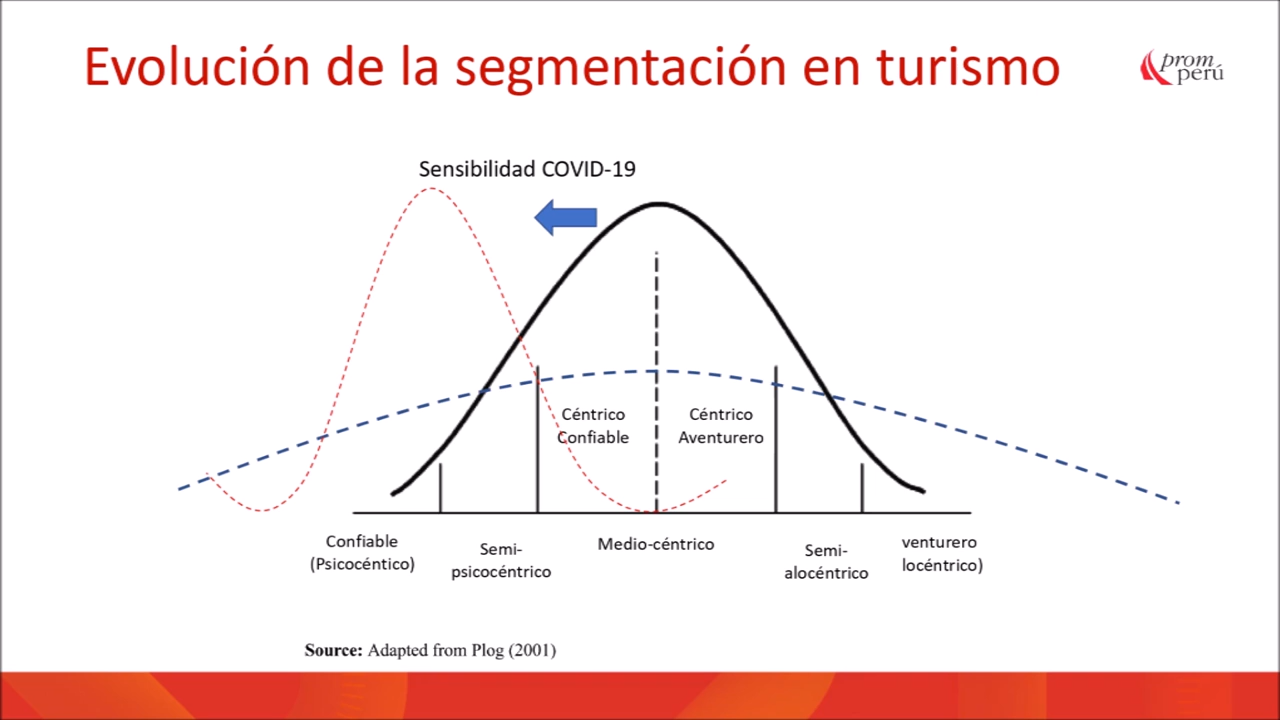 Evolución de la segmentación en turismo
prom
perú
Sensibilidad COVID-19
Céntrico
Confiable
Céntrico
Aventurero
Confiable
(Psicocéntico)
Semi-
psicocéntrico
Medio-céntrico
Semi-
alocéntrico
venturero
locéntrico)
Source: Adapted from Plog (2001)